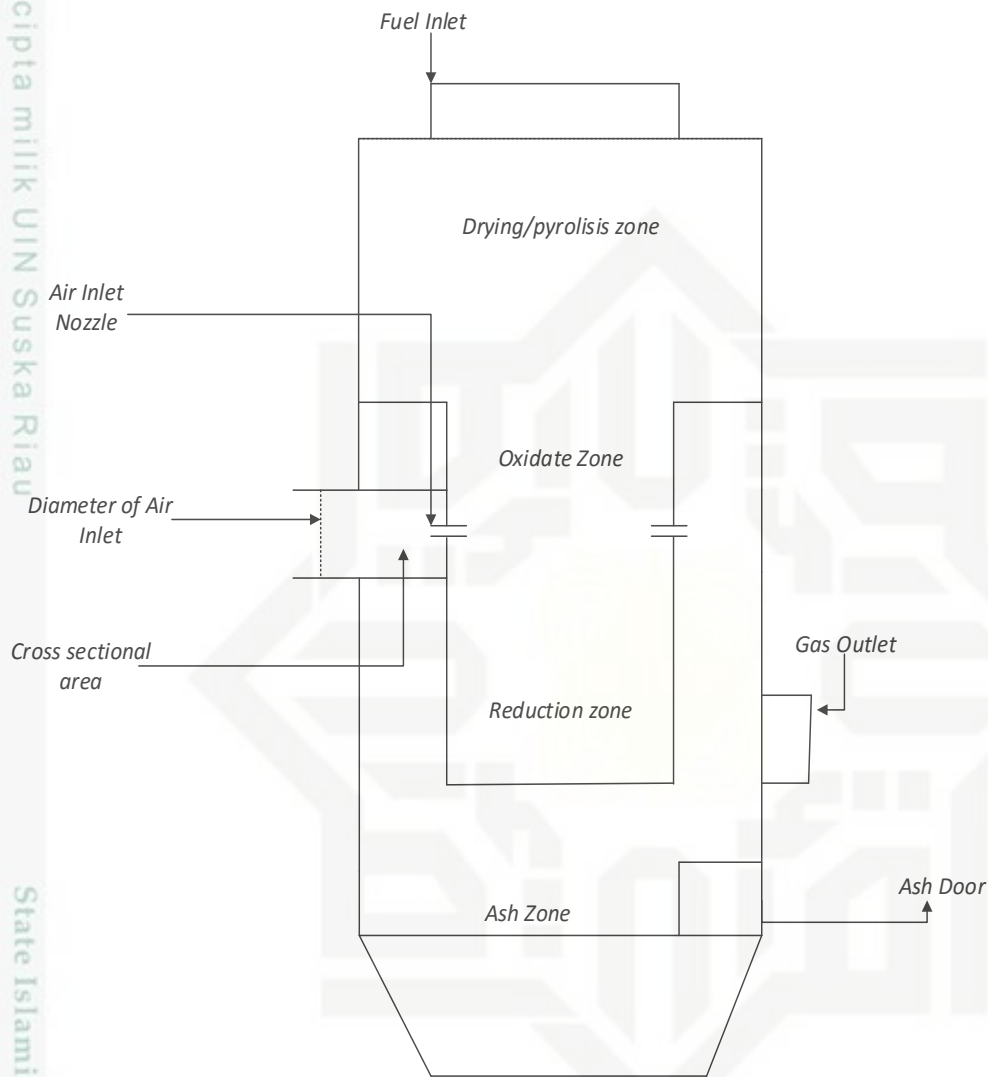 Fuel Inlet
Drying/pyrolisis zone
Air Inlet
Nozzle
Oxidate Zone
Diameter of Air
Inlet
Cross sectional
area
Gas Outlet
Reduction zone
Ash Door
Ash Zone
cipta milik UIN Suska Riau
State Islami